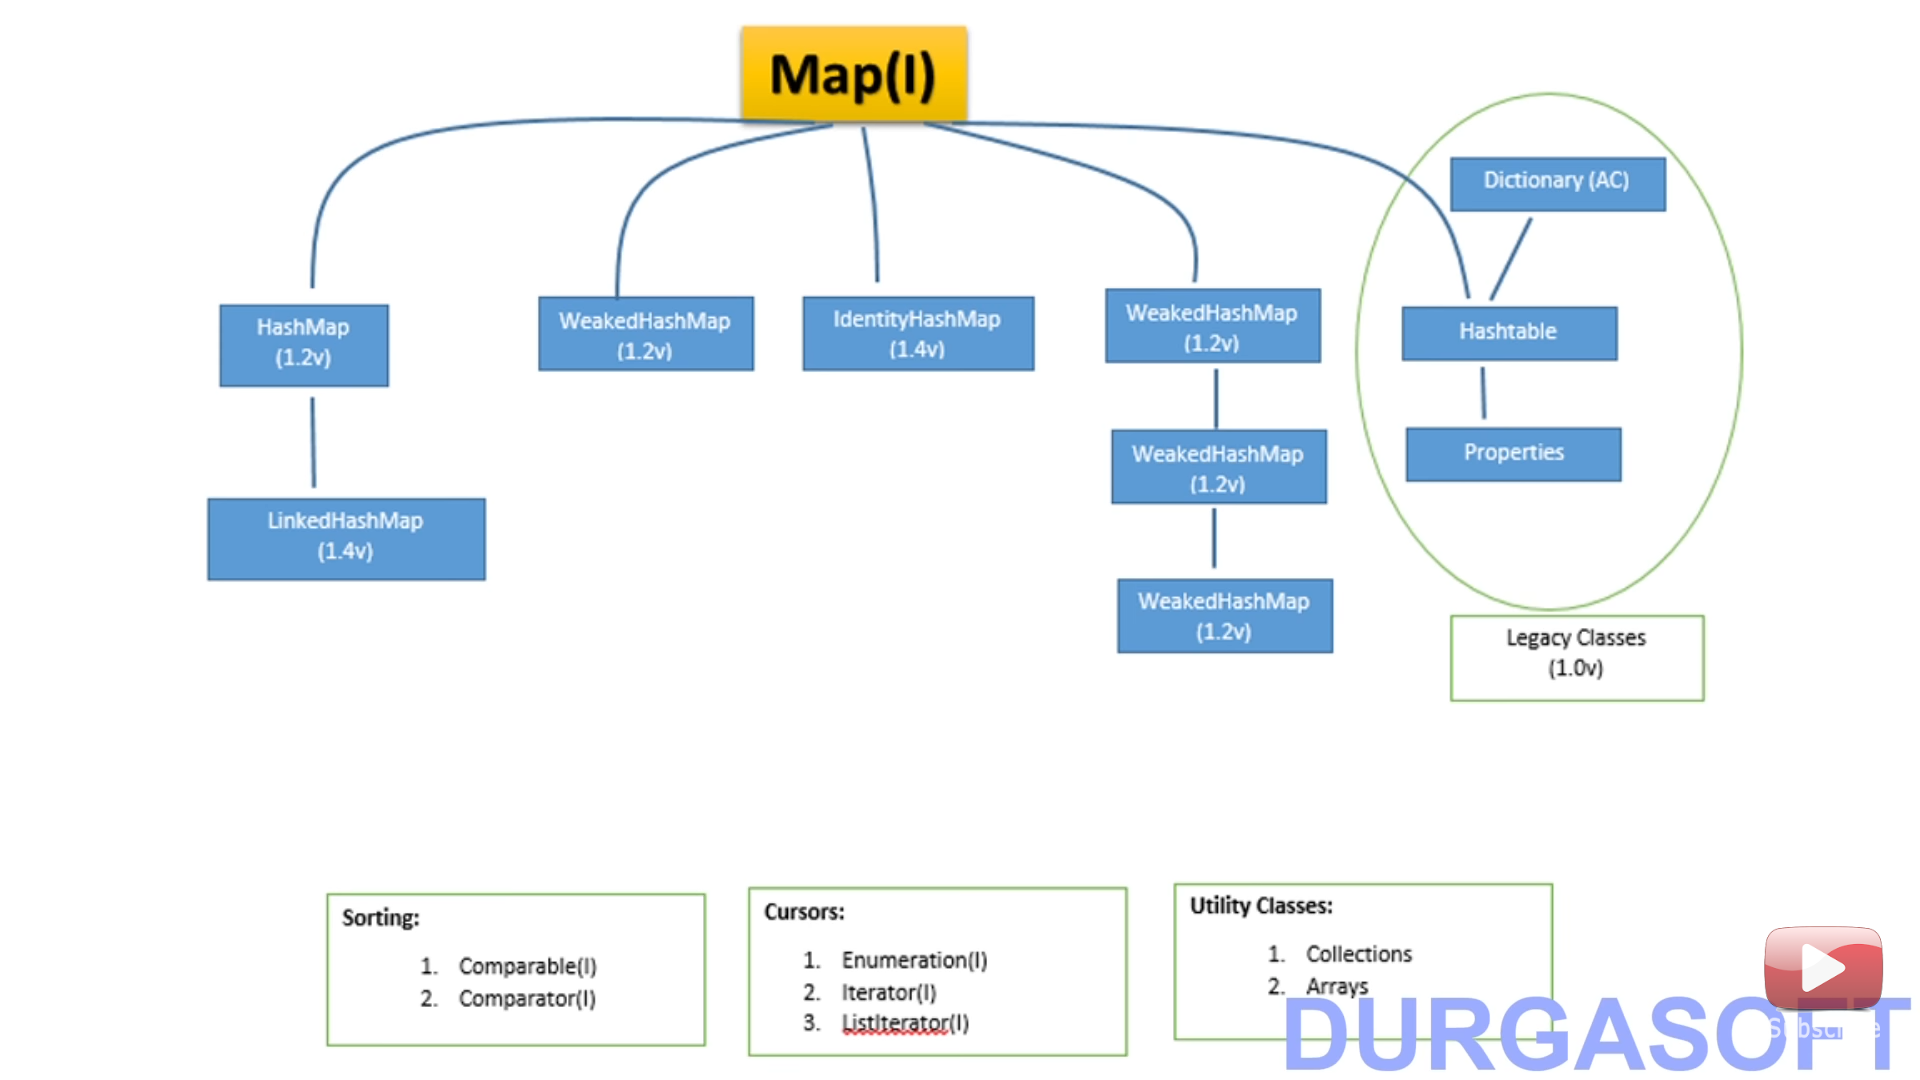 Map(I)
Dictionary (AC)
HashMap
(1.2v)
WeakedHashMap
(1.2v)
IdentityHashMap
(1.4v)
WeakedHashMap
(1.2v)
Hashtable
WeakedHashMap
(1.2v)
Properties
LinkedHashMap
(1.4v)
WeakedHashMap
(1.2v)
Legacy Classes
(1.0v)
Sorting:
1. Comparable(I)
2. Comparator(I)
Cursors:
1. Enumeration(I)
2. Iterator(I)
3. ListIterator(I)
Utility Classes:
1. Collections
2. Arrays
Subscribe
DURGASOFT